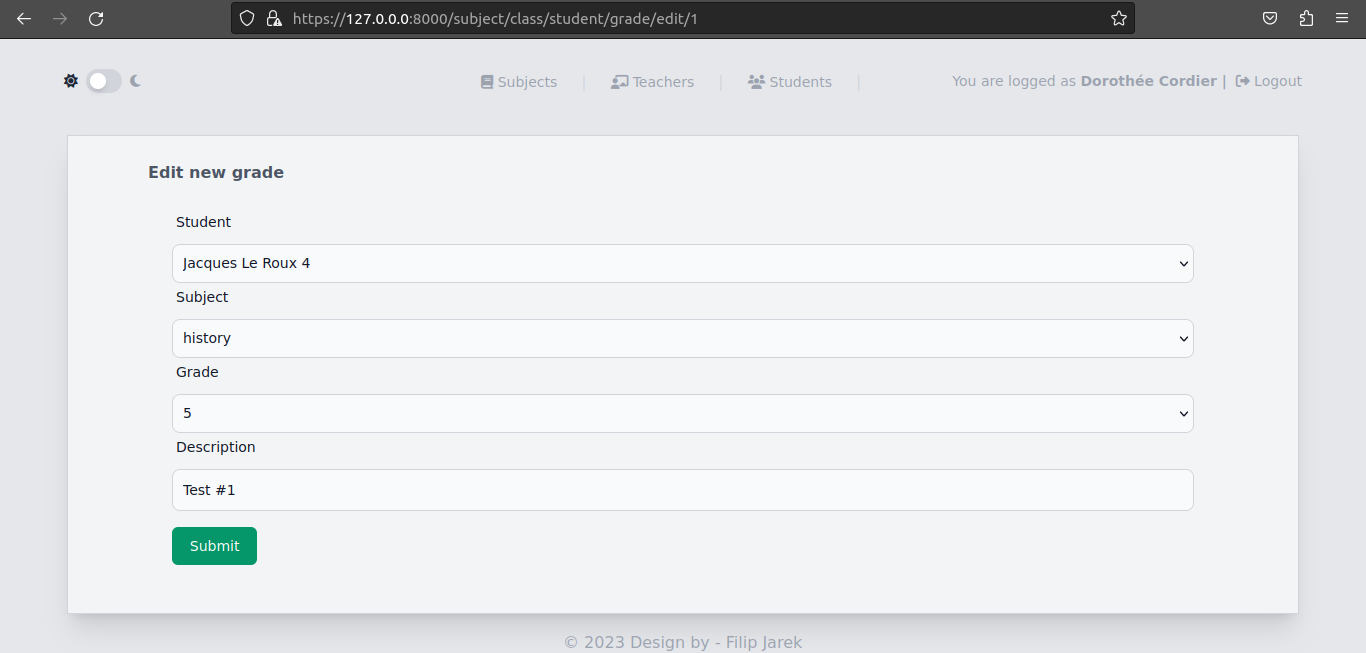 https://127.0.0.0:8000/subject/class/student/grade/edit/1
Subjects | Teachers | Students | You are logged as Dorothée Cordier | Logout
Edit new grade
Student
Jacques Le Roux 4
Subject
history
Grade
5
Description
Test #1
Submit
© 2023 Design by - Filip Jarek